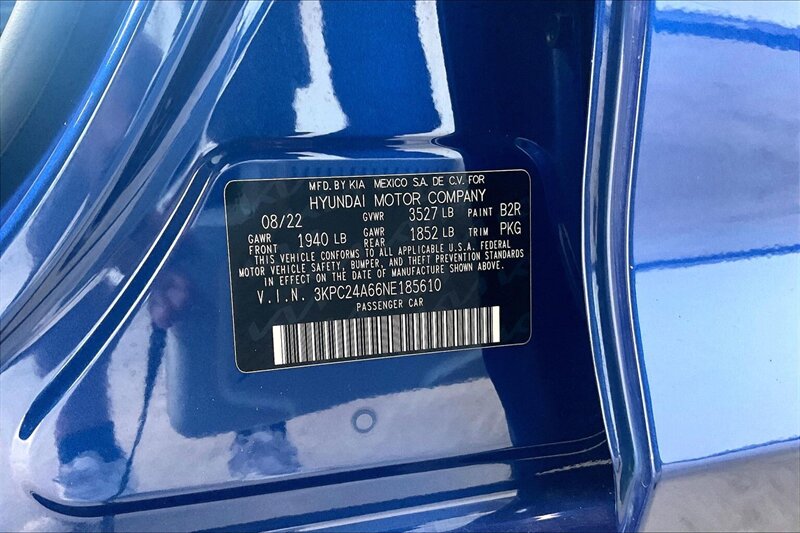 MFD. BY KIA MEXICO S.A. DE C.V. FOR
HYUNDAI MOTOR COMPANY
08/22 GVWR 3527 LB PAINT B2R
GAWR FRONT 1940 LB GAWR REAR 1852 LB TRIM PKG
THIS VEHICLE CONFORMS TO ALL APPLICABLE U.S.A. FEDERAL
MOTOR VEHICLE SAFETY, BUMPER, AND THEFT PREVENTION STANDARDS
IN EFFECT ON THE DATE OF MANUFACTURE SHOWN ABOVE.
V.I.N. 3KPC24A66NE185610
PASSENGER CAR